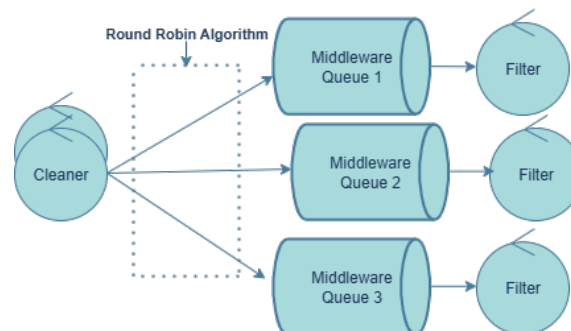 Round Robin Algorithm
Middleware
Queue 1
Filter
Cleaner
Middleware
Queue 2
Filter
Middleware
Queue 3
Filter